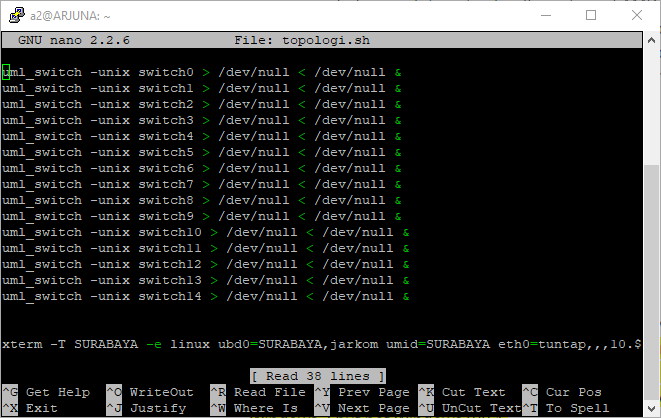 a2@ARJUNA: ~
GNU nano 2.2.6 File: topologi.sh
uml_switch -unix switch0 > /dev/null < /dev/null &
uml_switch -unix switch1 > /dev/null < /dev/null &
uml_switch -unix switch2 > /dev/null < /dev/null &
uml_switch -unix switch3 > /dev/null < /dev/null &
uml_switch -unix switch4 > /dev/null < /dev/null &
uml_switch -unix switch5 > /dev/null < /dev/null &
uml_switch -unix switch6 > /dev/null < /dev/null &
uml_switch -unix switch7 > /dev/null < /dev/null &
uml_switch -unix switch8 > /dev/null < /dev/null &
uml_switch -unix switch9 > /dev/null < /dev/null &
uml_switch -unix switch10 > /dev/null < /dev/null &
uml_switch -unix switch11 > /dev/null < /dev/null &
uml_switch -unix switch12 > /dev/null < /dev/null &
uml_switch -unix switch13 > /dev/null < /dev/null &
uml_switch -unix switch14 > /dev/null < /dev/null &
xterm -T SURABAYA -e linux ubd0=SURABAYA,jarkom umid=SURABAYA eth0=tuntap,,,10.$
[ Read 38 lines ]
^G Get Help ^O WriteOut ^R Read File ^Y Prev Page ^K Cut Text ^C Cur Pos
^X Exit ^J Justify ^W Where Is ^V Next Page ^U UnCut Text ^T To Spell